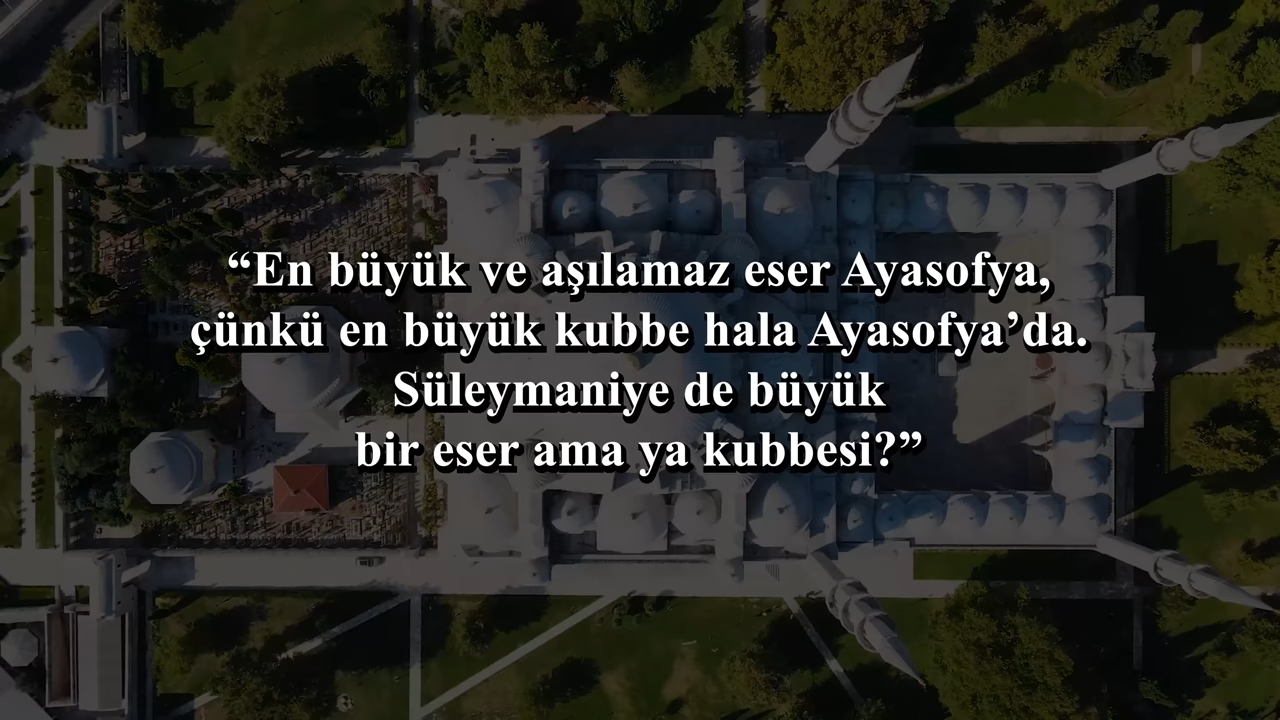 “En büyük ve aşılamaz eser Ayasofya,
çünkü en büyük kubbe hala Ayasofya’da.
Süleymaniye de büyük
bir eser ama ya kubbesi?”